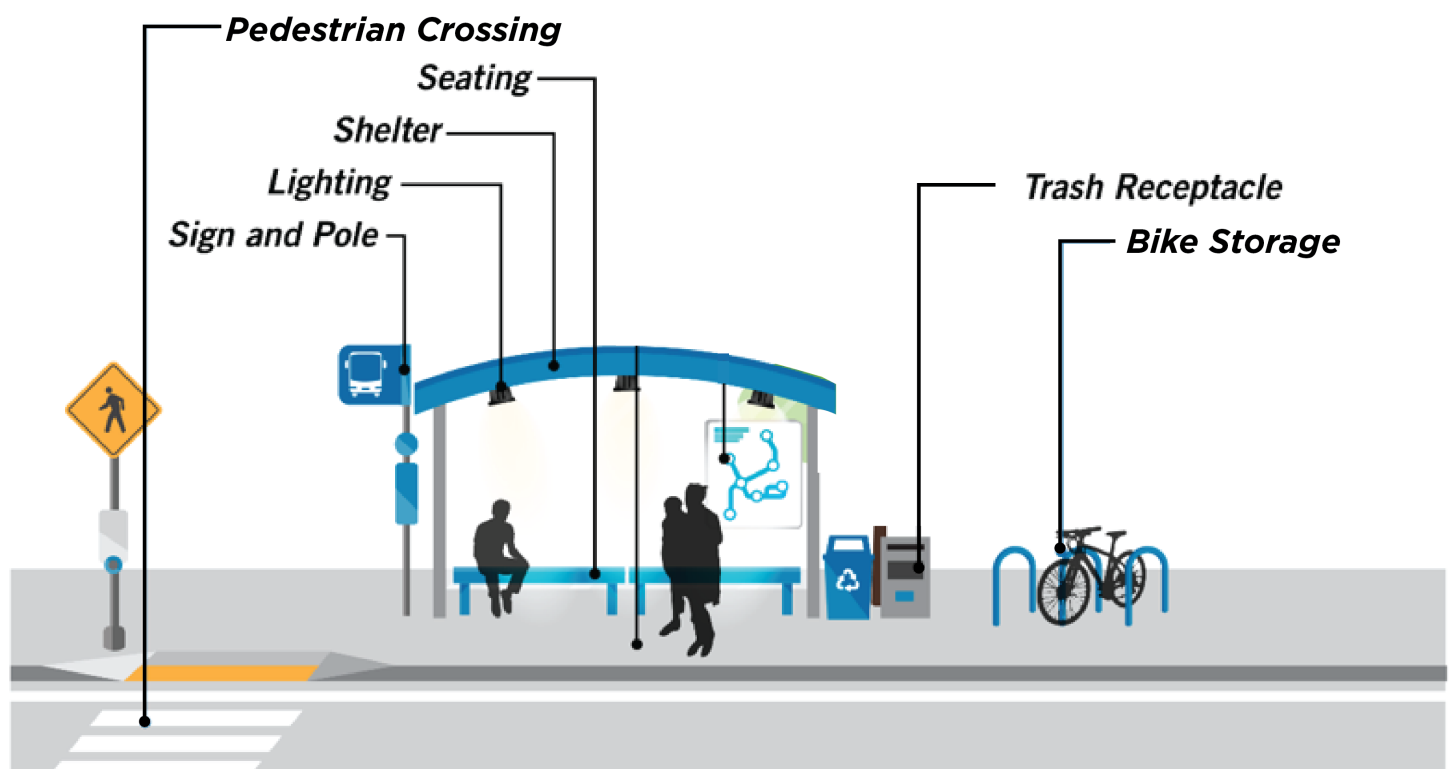 Pedestrian Crossing
Seating
Shelter
Lighting
Sign and Pole
Trash Receptacle
Bike Storage